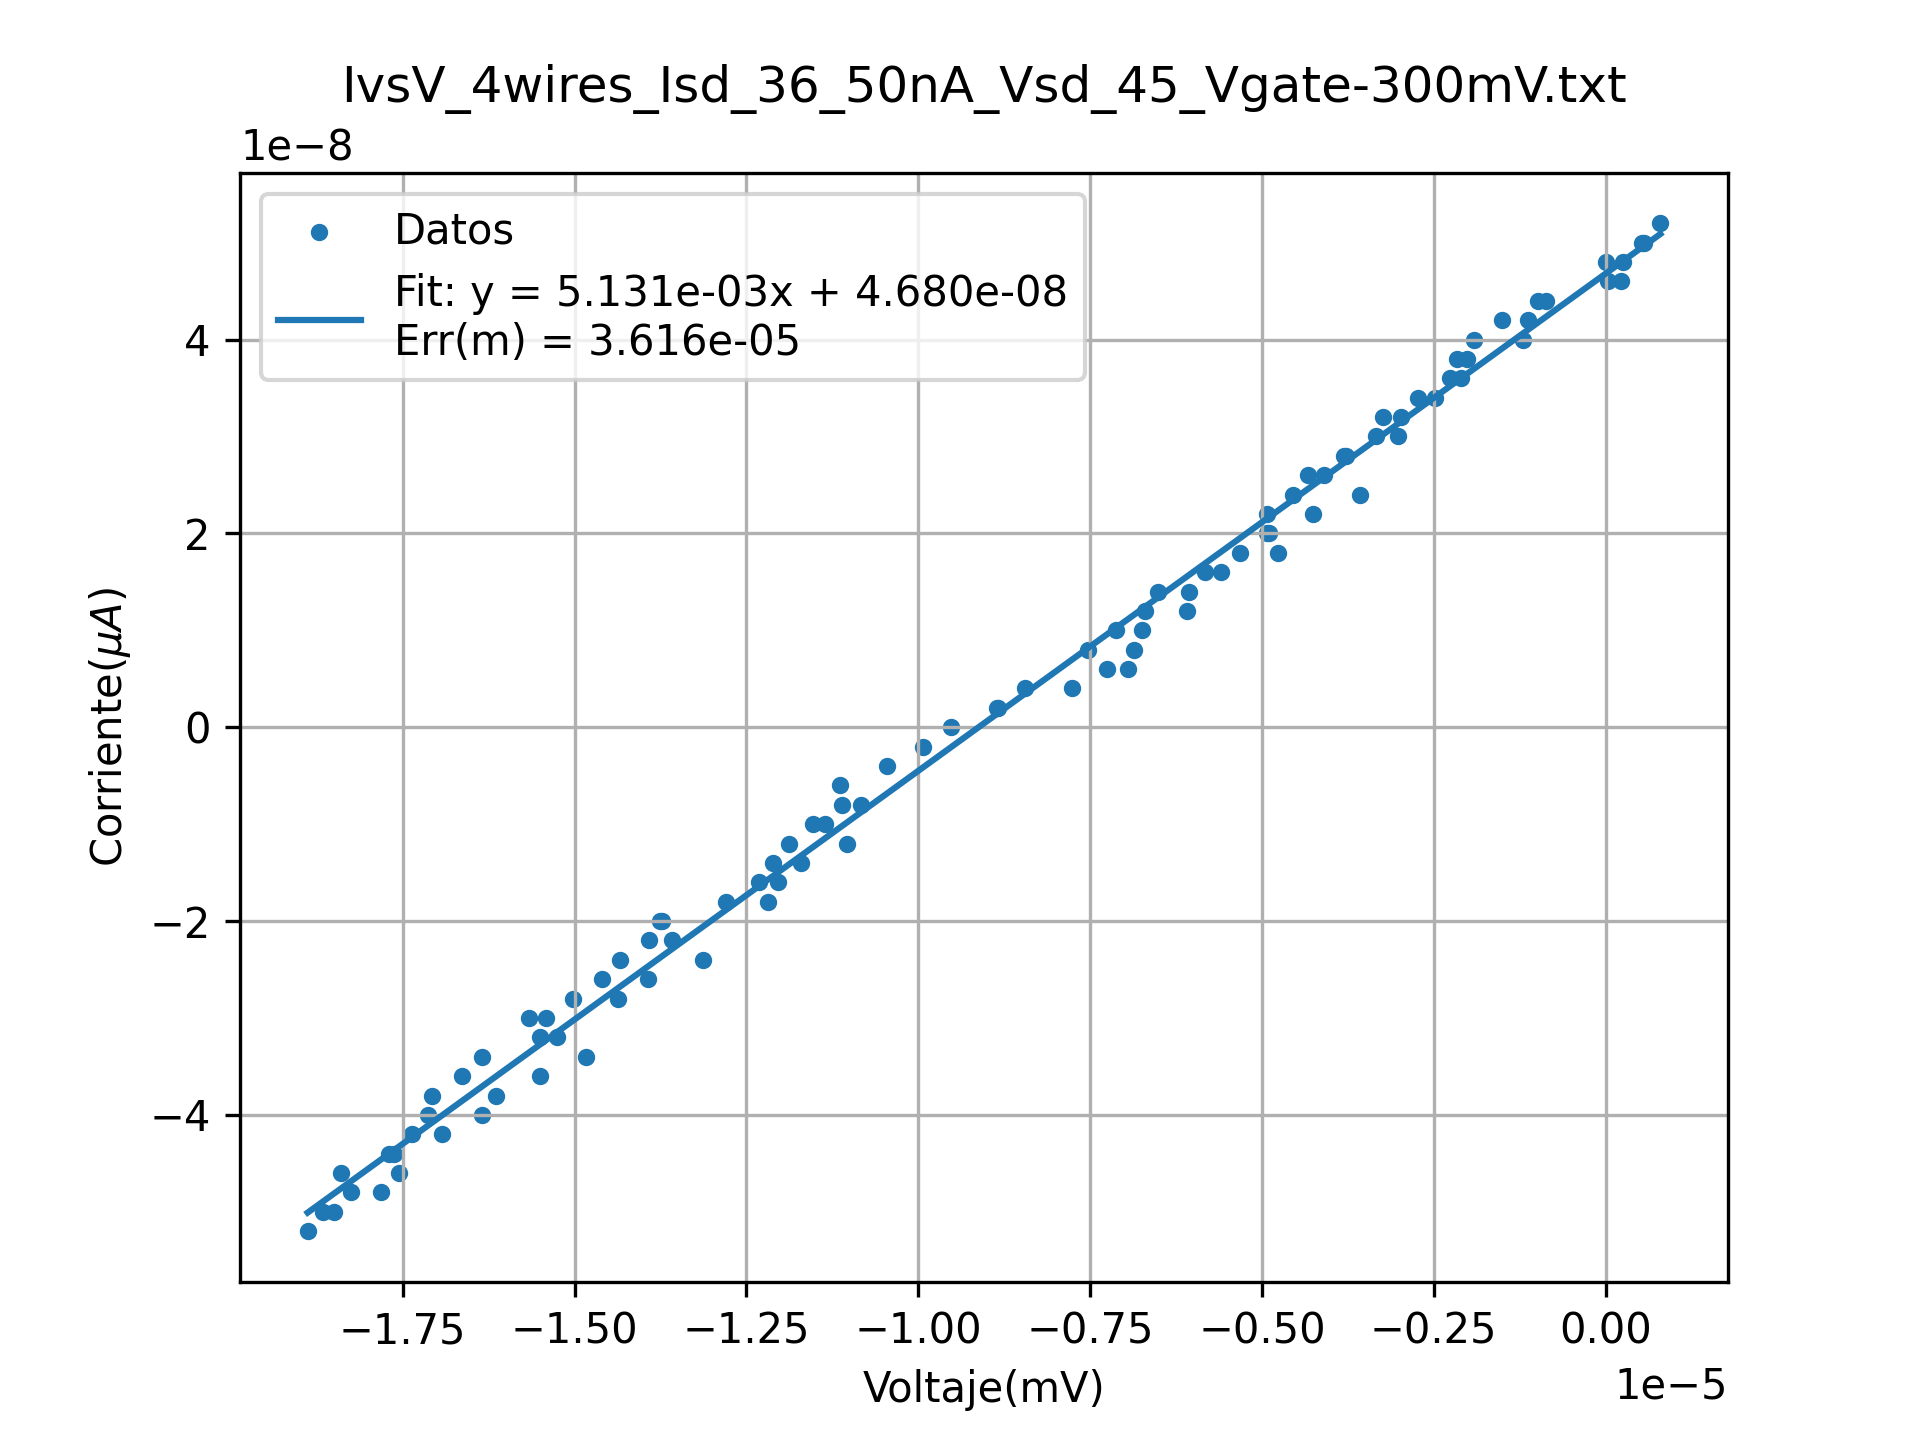 IvsV_4wires_Isd_36_50nA_Vsd_45_Vgate-300mV.txt
1e−8
Datos
Fit: y = 5.131e-03x + 4.680e-08
Err(m) = 3.616e-05
4
2
0
−2
−4
Corriente(μA)
−1.75 −1.50 −1.25 −1.00 −0.75 −0.50 −0.25 0.00
Voltaje(mV)
1e−5